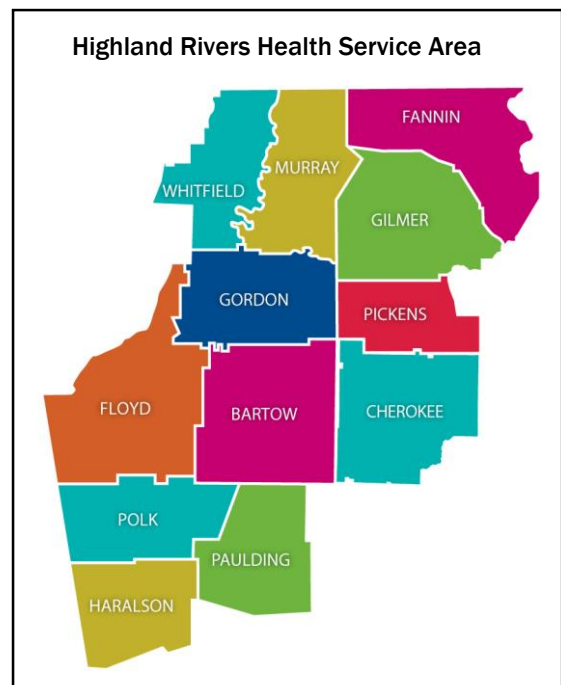 Highland Rivers Health Service Area
FANNIN
MURRAY
WHITFIELD
GILMER
GORDON
PICKENS
FLOYD
BARTOW
CHEROKEE
POLK
PAULDING
HARALSON